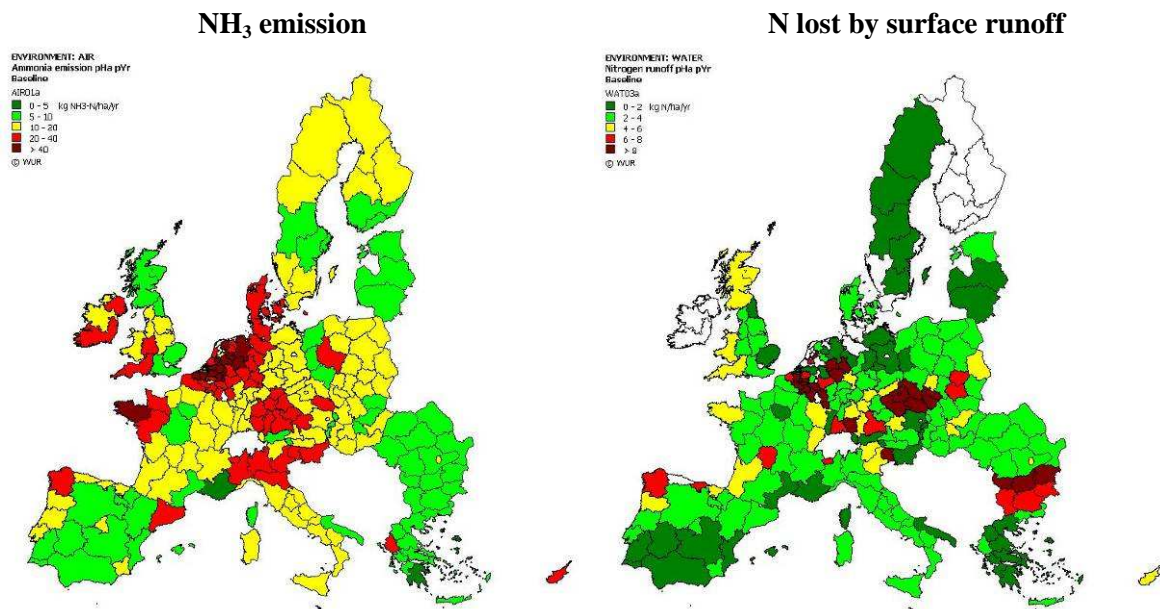 NH₃ emission
ENVIRONMENT: AIR
Ammonia emission pHa pYr
Baseline
AIR01a
0 - 5 kg NH3-N/ha/yr
5 - 10
10 - 20
20 - 40
> 40
© WUR
N lost by surface runoff
ENVIRONMENT: WATER
Nitrogen runoff pHa pYr
Baseline
WAT03a
0 - 2 kg N/ha/yr
2 - 4
4 - 6
6 - 8
> 8
© WUR